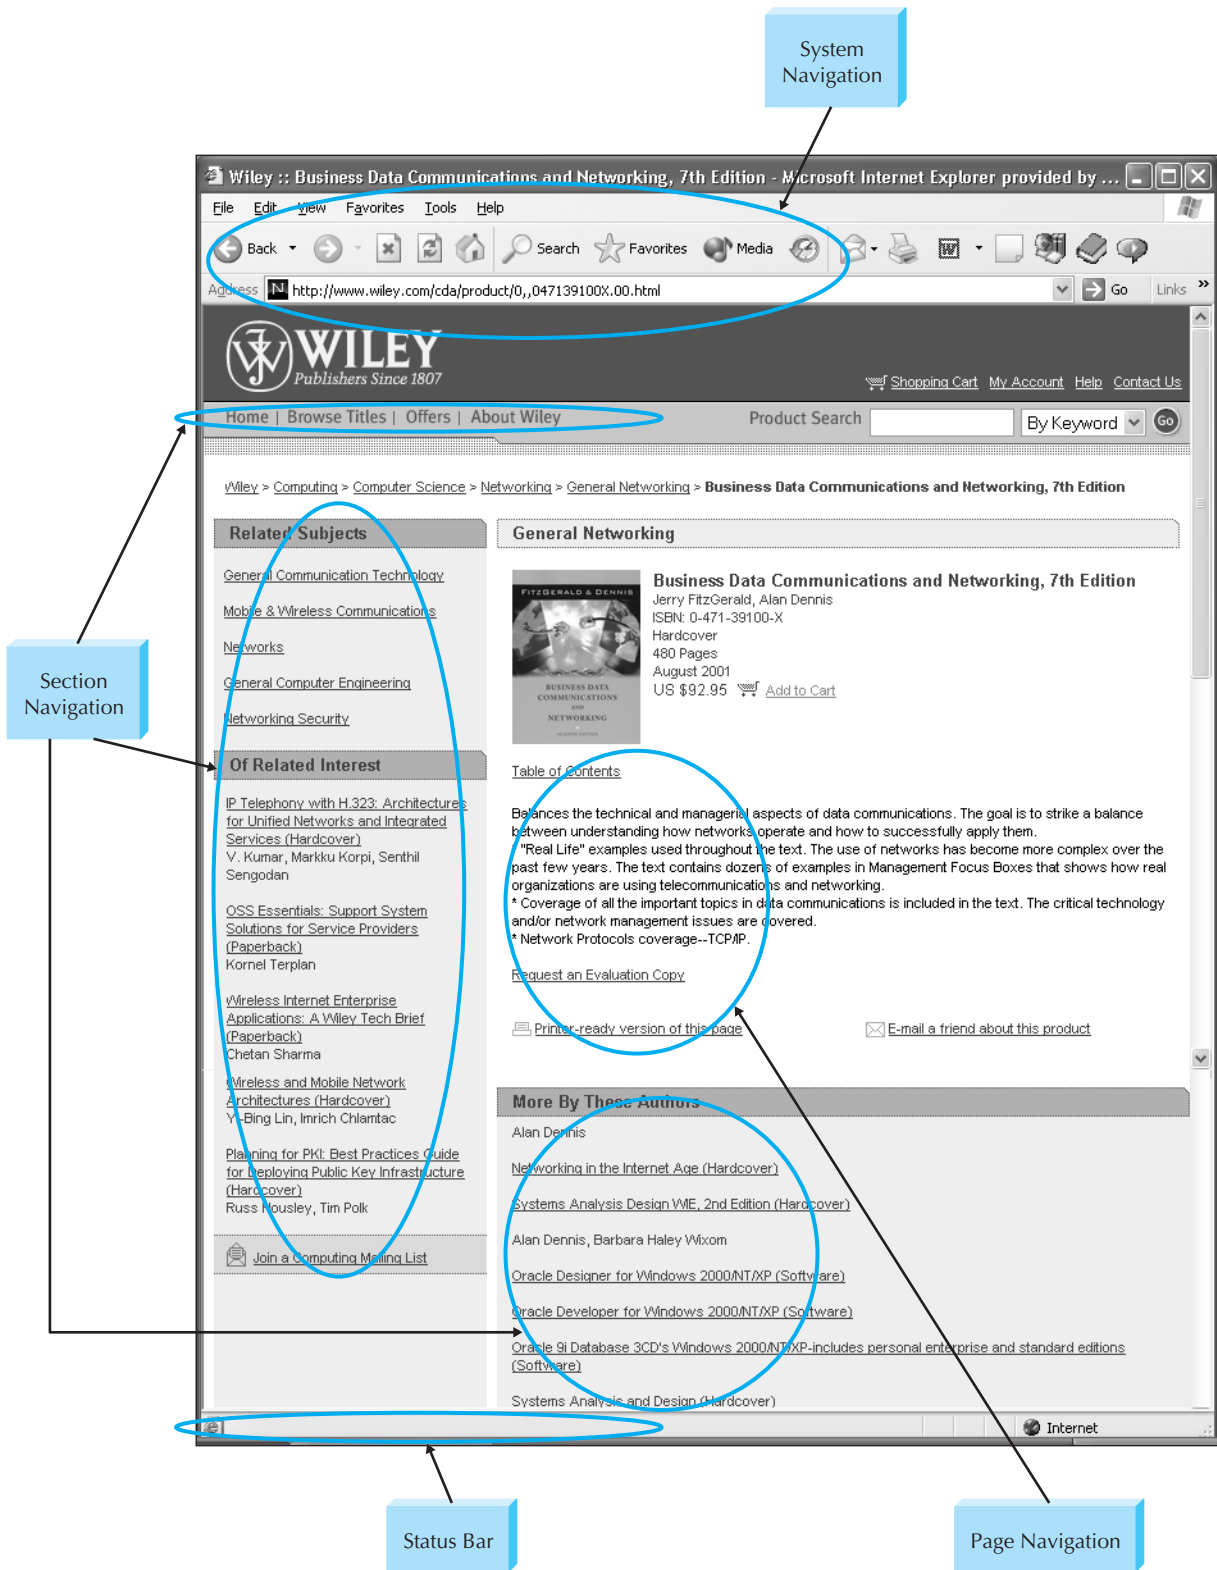 System
Navigation
Wiley :: Business Data Communications and Networking, 7th Edition - Microsoft Internet Explorer provided by ...
File Edit View Favorites Tools Help
Back Search Favorites Media
Address http://www.wiley.com/cda/product/0,,047139100X.00.html Go Links »
WILEY
Publishers Since 1807
Shopping Cart My Account Help Contact Us
Home | Browse Titles | Offers | About Wiley Product Search By Keyword GO
Wiley > Computing > Computer Science > Networking > General Networking > Business Data Communications and Networking, 7th Edition
Related Subjects
General Communication Technology
Mobile & Wireless Communications
Networks
General Computer Engineering
Networking Security
Section
Navigation
Of Related Interest
IP Telephony with H.323: Architectures
for Unified Networks and Integrated
Services (Hardcover)
V. Kumar, Markku Korpi, Senthil
Sengodan
OSS Essentials: Support System
Solutions for Service Providers
(Paperback)
Kornel Terplan
Wireless Internet Enterprise
Applications: A Wiley Tech Brief
(Paperback)
Chetan Sharma
Wireless and Mobile Network
Architectures (Hardcover)
Yi-Bing Lin, Imrich Chlamtac
Planning for PKI: Best Practices Guide
for Deploying Public Key Infrastructure
(Hardcover)
Russ Housley, Tim Polk
Join a Computing Mailing List
General Networking
FITZGERALD & DENNIS
BUSINESS DATA
COMMUNICATIONS
AND
NETWORKING
SEVENTH EDITION
Business Data Communications and Networking, 7th Edition
Jerry FitzGerald, Alan Dennis
ISBN: 0-471-39100-X
Hardcover
480 Pages
August 2001
US $92.95 Add to Cart
Table of Contents
Balances the technical and managerial aspects of data communications. The goal is to strike a balance
between understanding how networks operate and how to successfully apply them.
* "Real Life" examples used throughout the text. The use of networks has become more complex over the
past few years. The text contains dozens of examples in Management Focus Boxes that shows how real
organizations are using telecommunications and networking.
* Coverage of all the important topics in data communications is included in the text. The critical technology
and/or network management issues are covered.
* Network Protocols coverage--TCP/IP.
Request an Evaluation Copy
Printer-ready version of this page E-mail a friend about this product
More By These Authors
Alan Dennis
Networking in the Internet Age (Hardcover)
Systems Analysis Design WIE, 2nd Edition (Hardcover)
Alan Dennis, Barbara Haley Wixom
Oracle Designer for Windows 2000/NT/XP (Software)
Oracle Developer for Windows 2000/NT/XP (Software)
Oracle 9i Database 3CD's Windows 2000/NT/XP-includes personal enterprise and standard editions
(Software)
Systems Analysis and Design (Hardcover)
Internet
Status Bar
Page Navigation